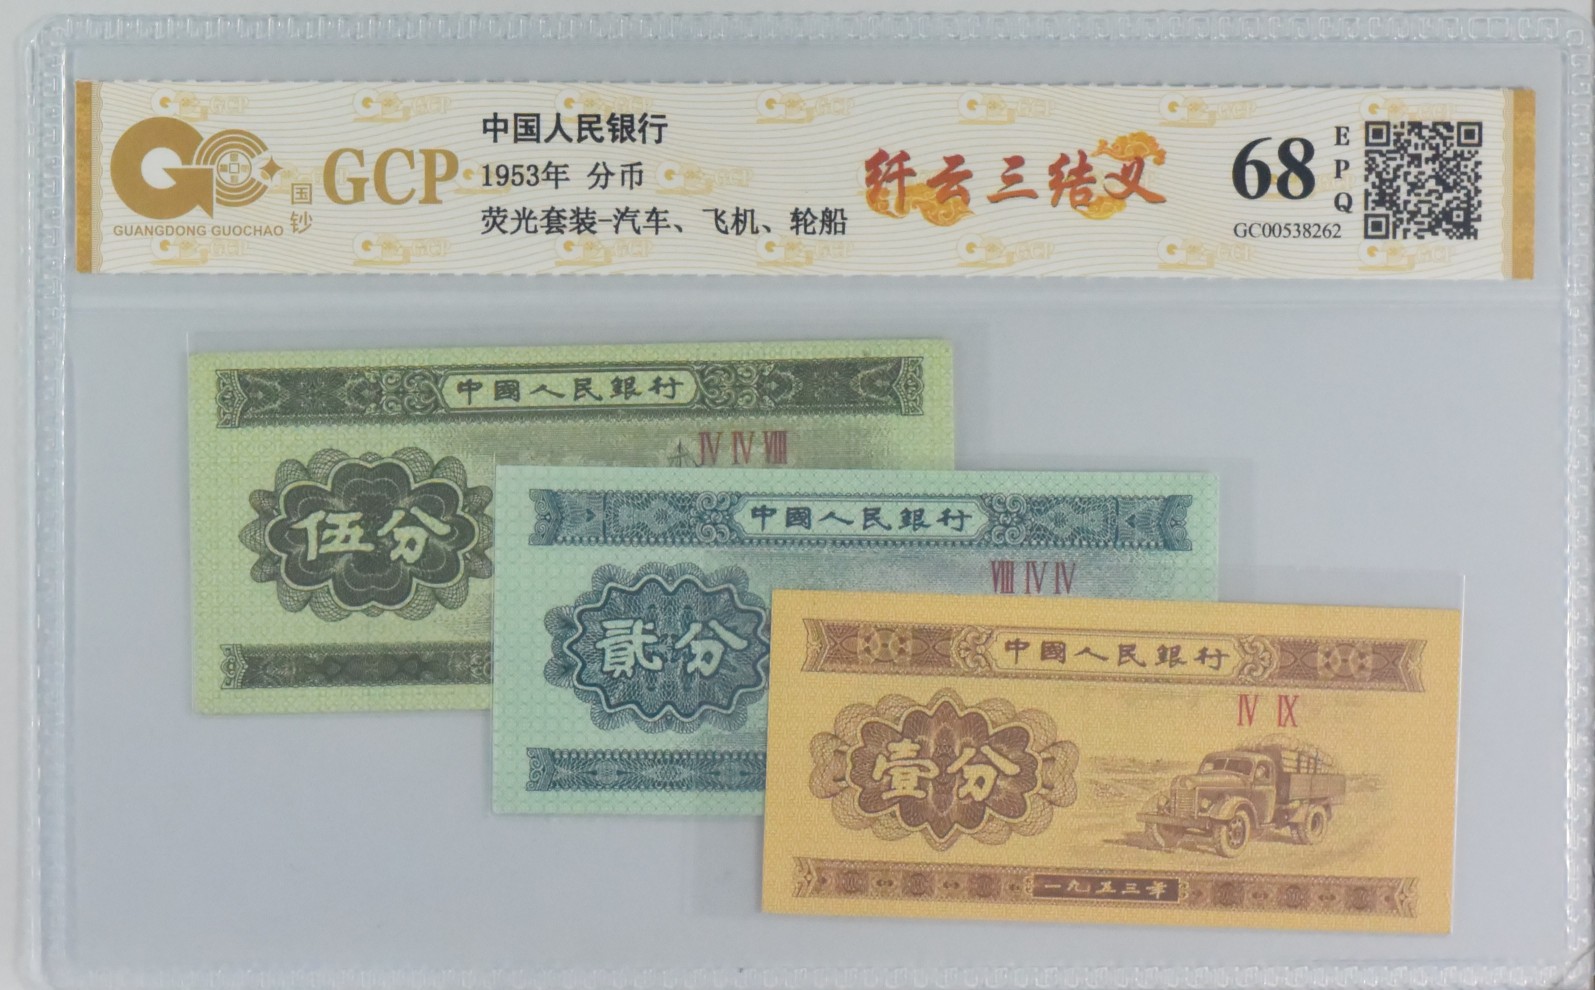 GCP
国钞
GUANGDONG GUOCHAO
中国人民银行
1953年 分币
荧光套装-汽车、飞机、轮船
纤云三结义
68
EPQ
GC00538262
中國人民銀行
IV IV VIII
伍分
中國人民銀行
VIII IV IV
貳分
中國人民銀行
IV IX
壹分
一九五三年